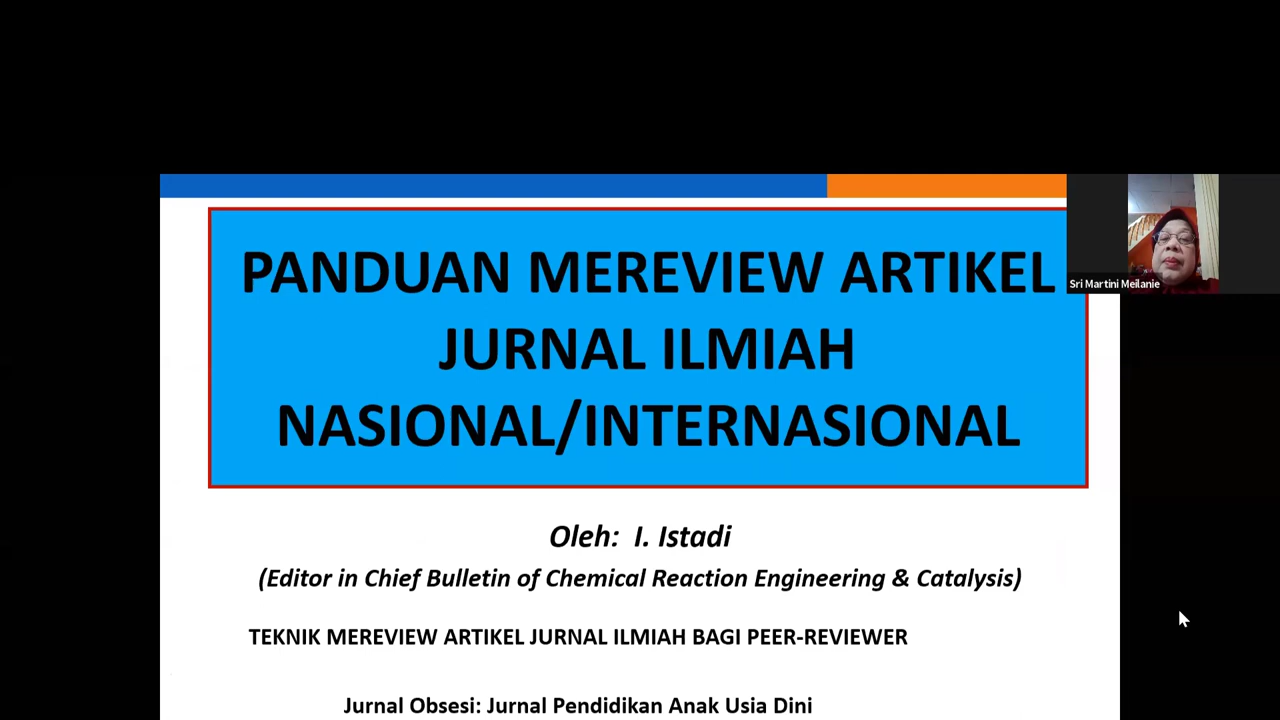 PANDUAN MEREVIEW ARTIKEL
JURNAL ILMIAH
NASIONAL/INTERNASIONAL
Sri Martini Meilanie
Oleh: I. Istadi
(Editor in Chief Bulletin of Chemical Reaction Engineering & Catalysis)
TEKNIK MEREVIEW ARTIKEL JURNAL ILMIAH BAGI PEER-REVIEWER
Jurnal Obsesi: Jurnal Pendidikan Anak Usia Dini